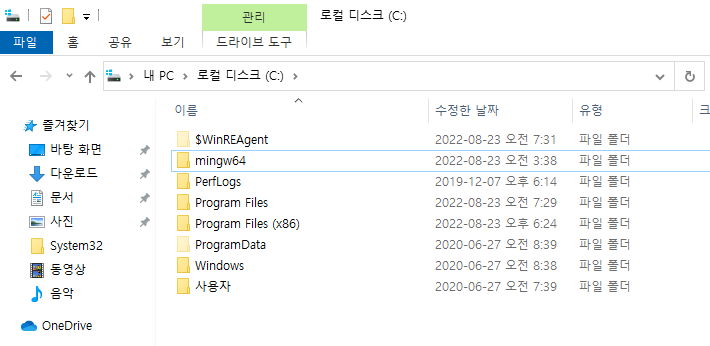 관리
로컬 디스크 (C:)
파일 홈 공유 보기 드라이브 도구
내 PC 로컬 디스크 (C:)
이름 수정한 날짜 유형 크
즐겨찾기
바탕 화면
다운로드
문서
사진
System32
동영상
음악
OneDrive
$WinREAgent 2022-08-23 오전 7:31 파일 폴더
mingw64 2022-08-23 오전 3:38 파일 폴더
PerfLogs 2019-12-07 오후 6:14 파일 폴더
Program Files 2022-08-23 오전 7:29 파일 폴더
Program Files (x86) 2022-08-23 오후 6:24 파일 폴더
ProgramData 2020-06-27 오전 8:39 파일 폴더
Windows 2020-06-27 오전 8:38 파일 폴더
사용자 2020-06-27 오전 7:39 파일 폴더